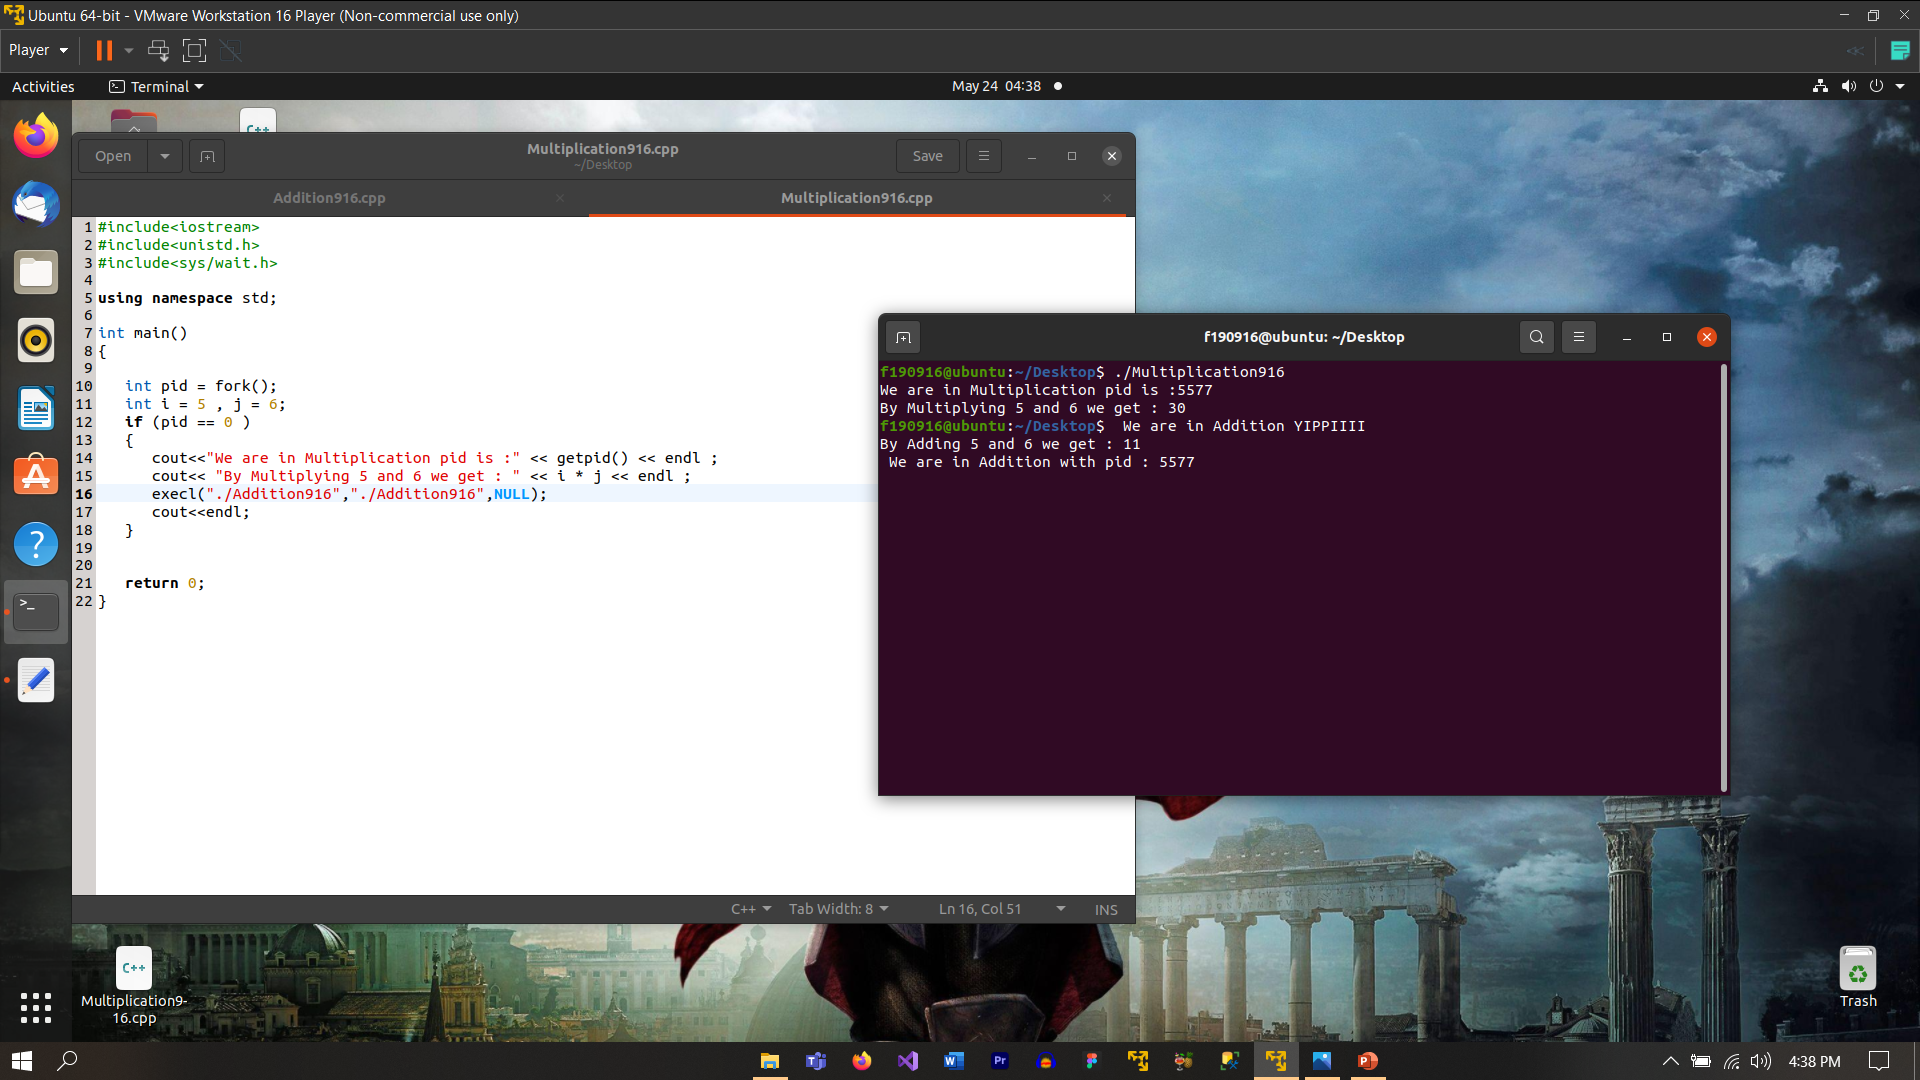 Ubuntu 64-bit - VMware Workstation 16 Player (Non-commercial use only)
Player
Activities
Terminal
May 24 04:38
C++
Open
Multiplication916.cpp
~/Desktop
Save
Addition916.cpp
Multiplication916.cpp
1 #include<iostream>
2 #include<unistd.h>
3 #include<sys/wait.h>
4
5 using namespace std;
6
7 int main()
8 {
9
10 int pid = fork();
11 int i = 5 , j = 6;
12 if (pid == 0 )
13 {
14 cout<<"We are in Multiplication pid is :" << getpid() << endl ;
15 cout<< "By Multiplying 5 and 6 we get : " << i * j << endl ;
16 execl("./Addition916","./Addition916",NULL);
17 cout<<endl;
18 }
19
20
21 return 0;
22 }
C++
Tab Width: 8
Ln 16, Col 51
INS
f190916@ubuntu: ~/Desktop
f190916@ubuntu:~/Desktop$ ./Multiplication916
We are in Multiplication pid is :5577
By Multiplying 5 and 6 we get : 30
f190916@ubuntu:~/Desktop$  We are in Addition YIPPIIII
By Adding 5 and 6 we get : 11
 We are in Addition with pid : 5577
C++
Multiplication9-
16.cpp
Trash
4:38 PM